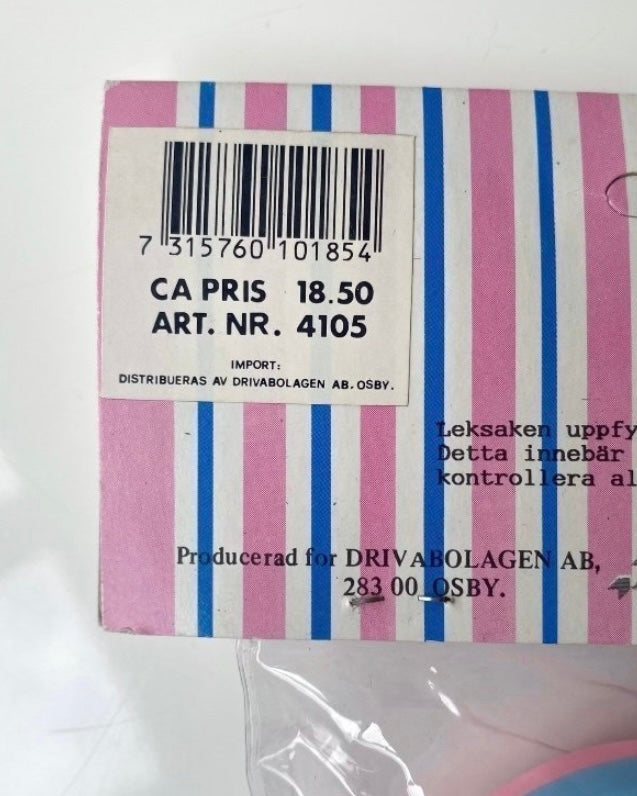 7 315760 101854
CA PRIS 18.50
ART. NR. 4105
IMPORT:
DISTRIBUERAS AV DRIVABOLAGEN AB. OSBY.
Leksaken uppfy
Detta innebär
kontrollera al
Producerad for DRIVABOLAGEN AB,
283 00 OSBY.